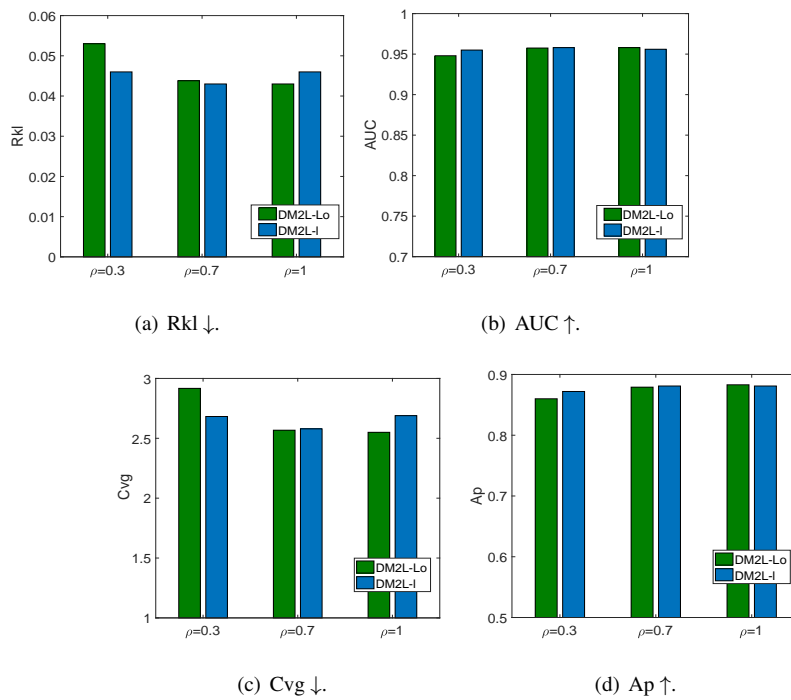 0.06
0.05
0.04
0.03
0.02
0.01
0
Rkl
DM2L-Lo
DM2L-I
ρ=0.3
ρ=0.7
ρ=1
(a) Rkl ↓.
1
0.95
0.9
0.85
0.8
0.75
0.7
AUC
DM2L-Lo
DM2L-I
ρ=0.3
ρ=0.7
ρ=1
(b) AUC ↑.
3
2.5
2
1.5
1
Cvg
DM2L-Lo
DM2L-I
ρ=0.3
ρ=0.7
ρ=1
(c) Cvg ↓.
0.9
0.8
0.7
0.6
0.5
Ap
DM2L-Lo
DM2L-I
ρ=0.3
ρ=0.7
ρ=1
(d) Ap ↑.